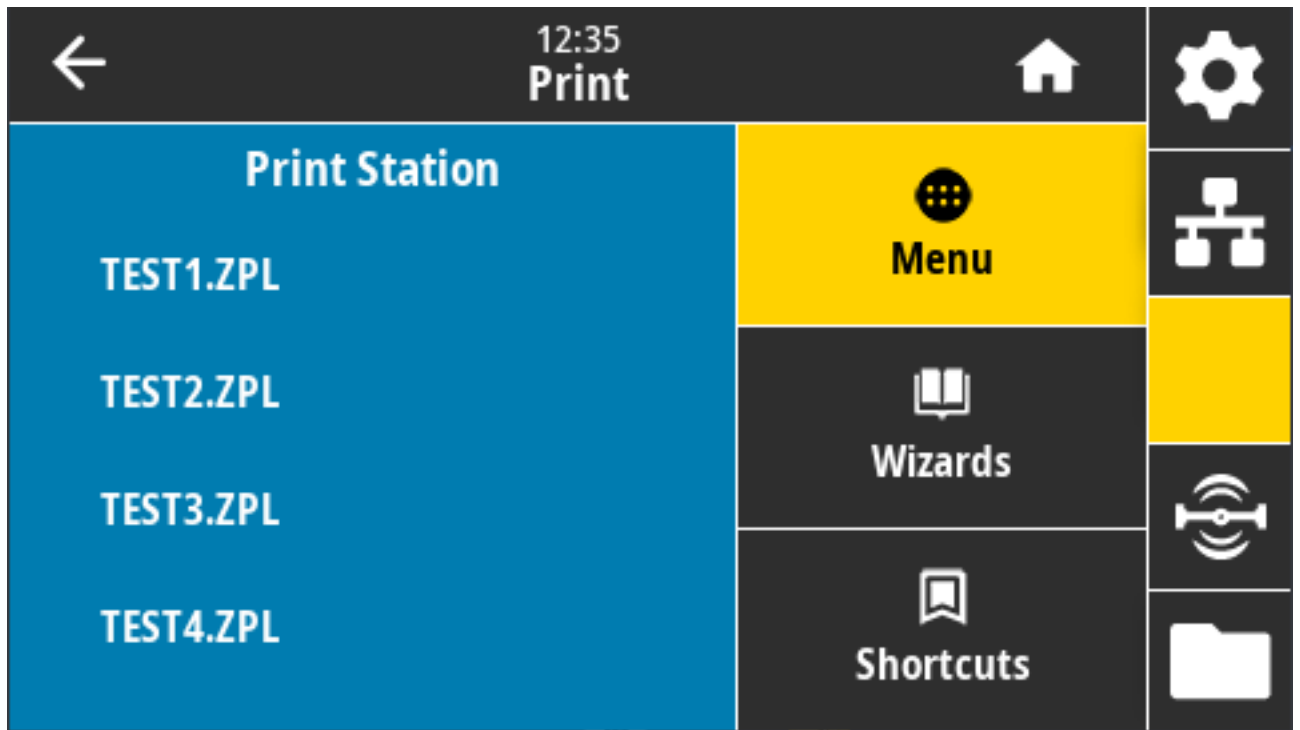 12:35
Print
Print Station
TEST1.ZPL
TEST2.ZPL
TEST3.ZPL
TEST4.ZPL
Menu
Wizards
Shortcuts